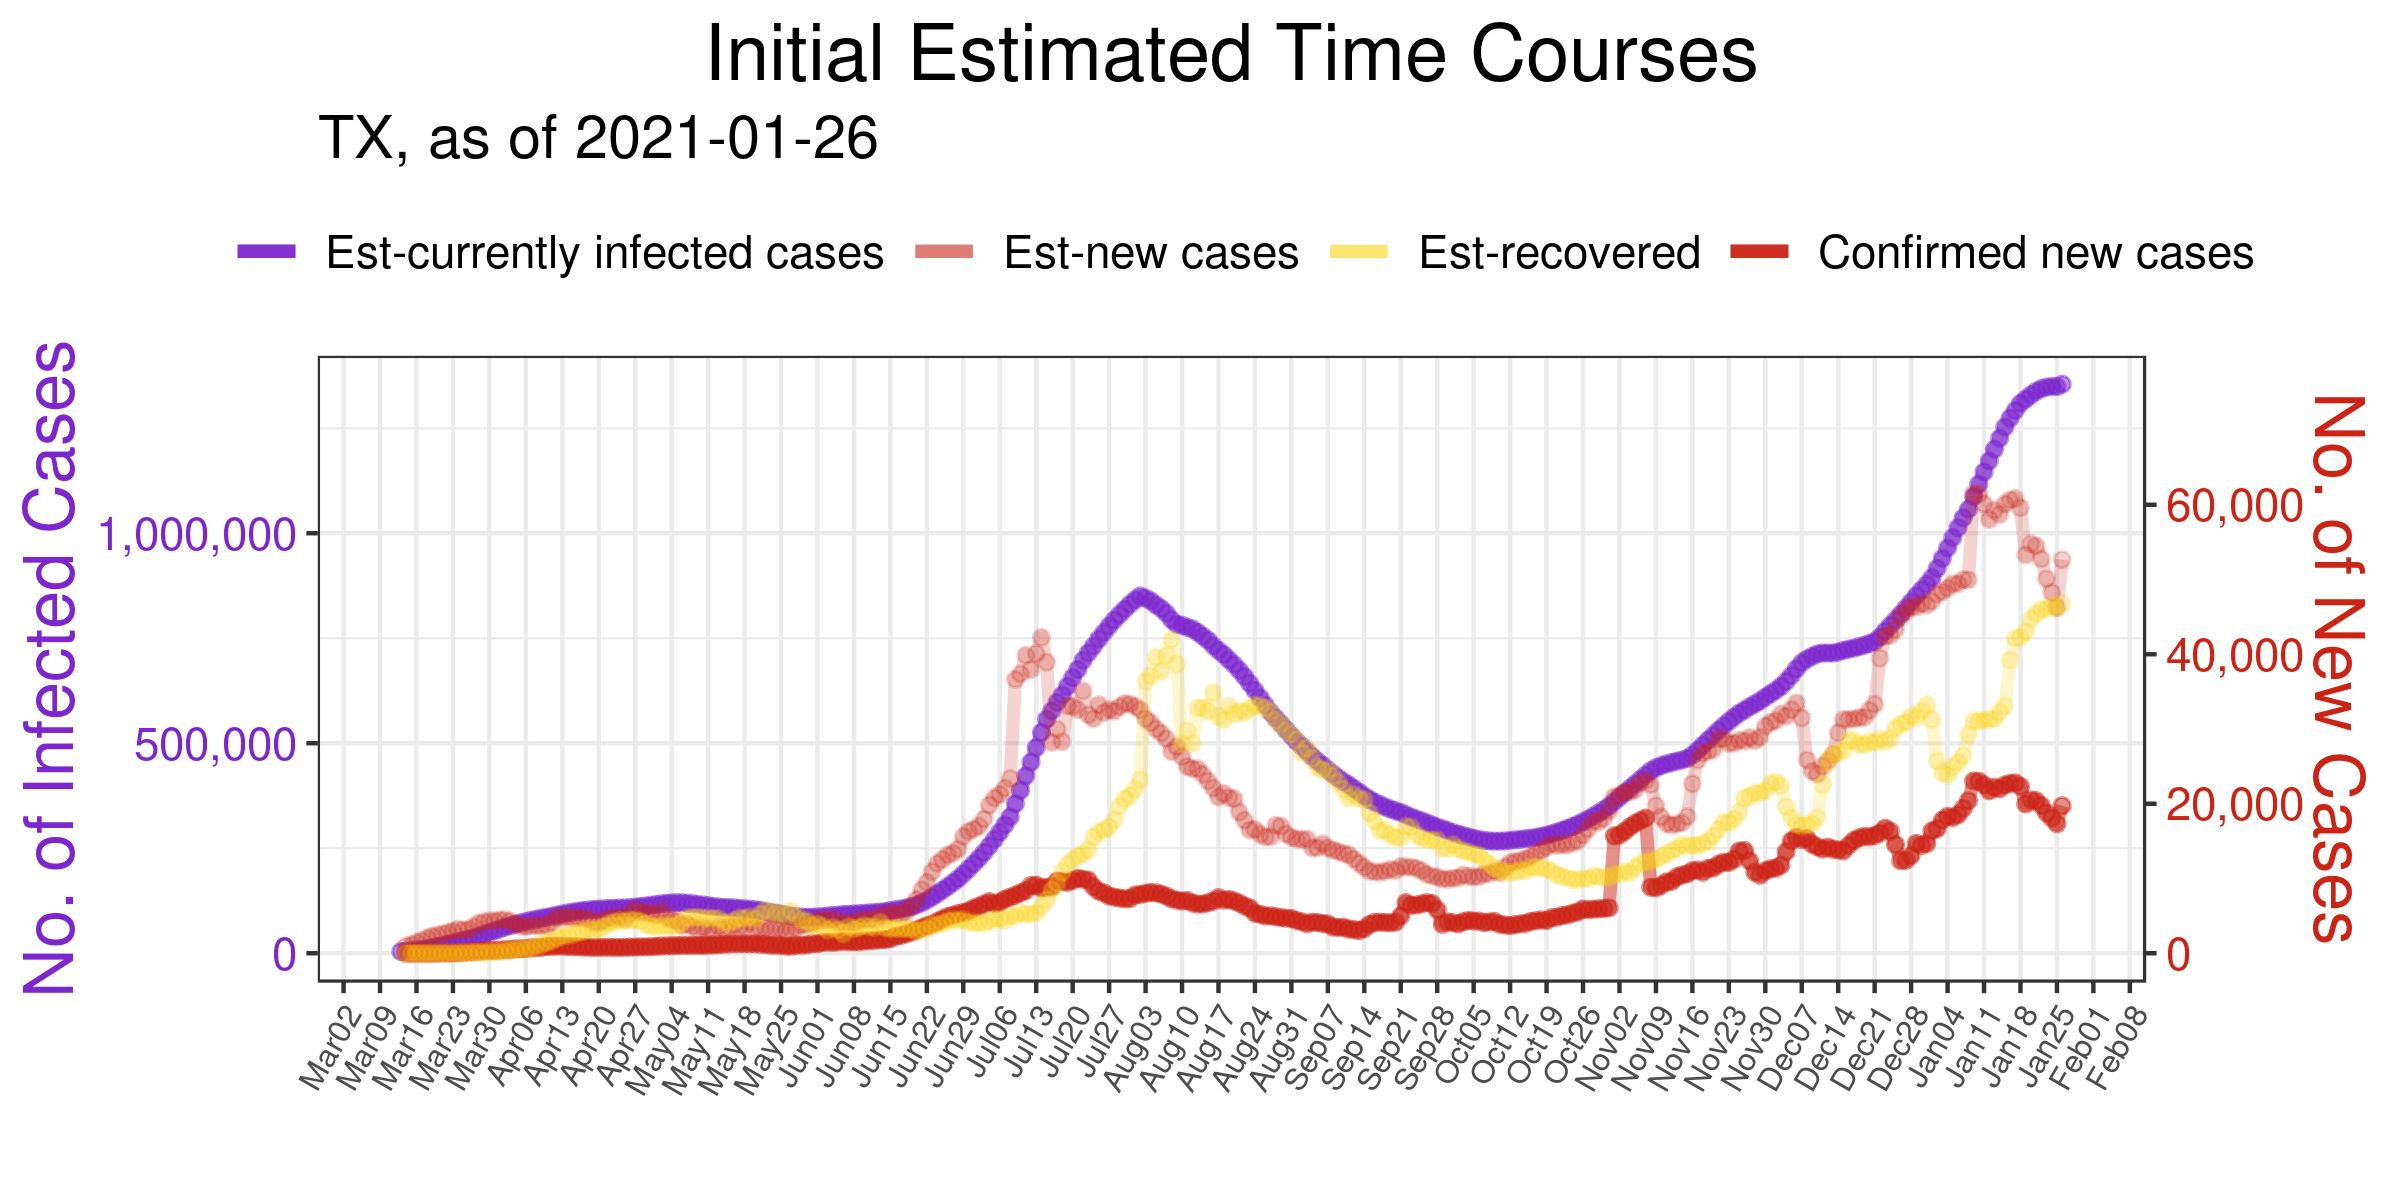 Initial Estimated Time Courses
TX, as of 2021-01-26
Est-currently infected cases
Est-new cases
Est-recovered
Confirmed new cases
No. of Infected Cases
1,000,000
500,000
0
60,000
40,000
20,000
0
No. of New Cases
Mar02
Mar09
Mar16
Mar23
Mar30
Apr06
Apr13
Apr20
Apr27
May04
May11
May18
May25
Jun01
Jun08
Jun15
Jun22
Jun29
Jul06
Jul13
Jul20
Jul27
Aug03
Aug10
Aug17
Aug24
Aug31
Sep07
Sep14
Sep21
Sep28
Oct05
Oct12
Oct19
Oct26
Nov02
Nov09
Nov16
Nov23
Nov30
Dec07
Dec14
Dec21
Dec28
Jan04
Jan11
Jan18
Jan25
Feb01
Feb08